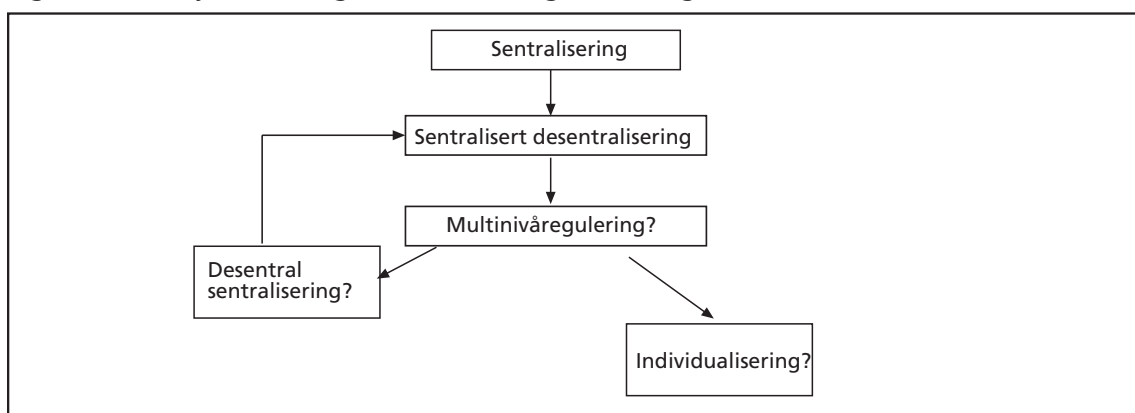 Sentralisering
Sentralisert desentralisering
Multinivåregulering?
Desentral
sentralisering?
Individualisering?